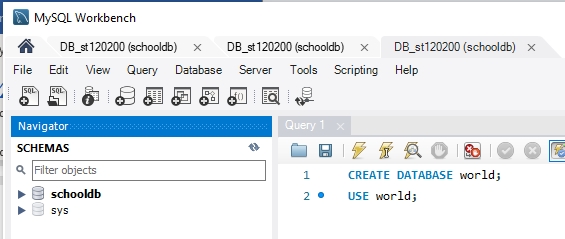 MySQL Workbench
DB_st120200 (schooldb) × DB_st120200 (schooldb) × DB_st120200 (schooldb) ×
File Edit View Query Database Server Tools Scripting Help
Navigator
Query 1 ×
SCHEMAS
Filter objects
1 CREATE DATABASE world;
schooldb
2 USE world;
sys